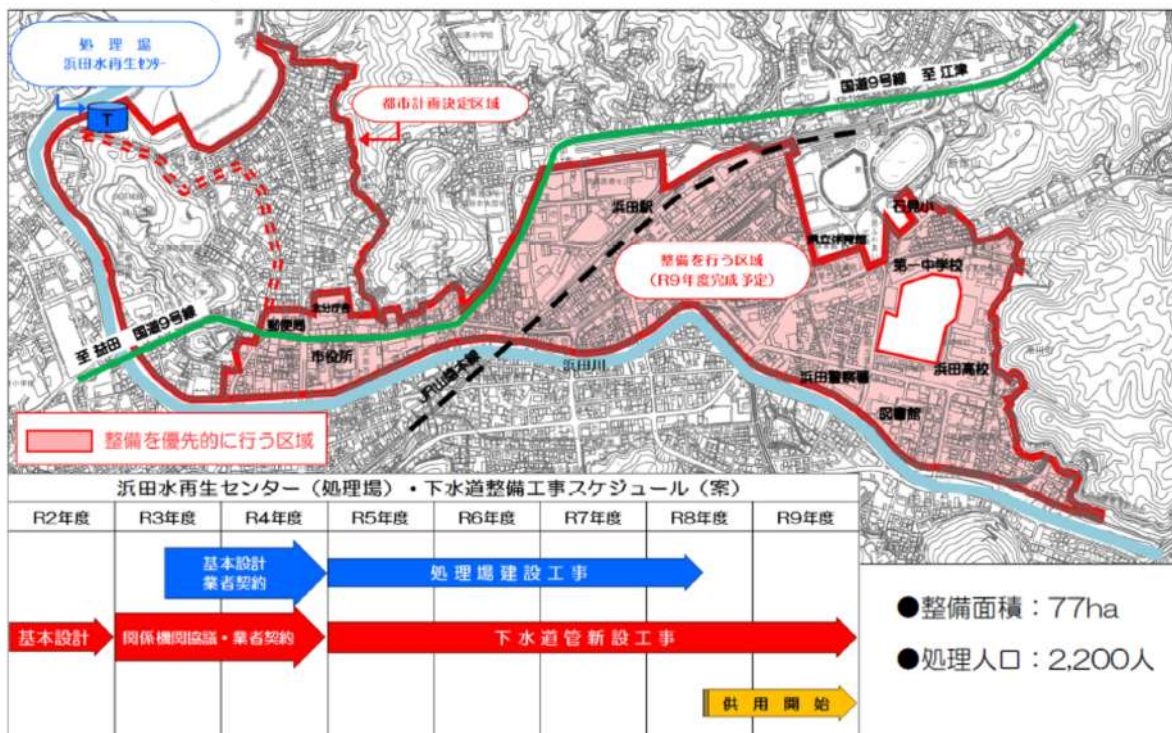 処理場
浜田水再生センター
T
都市計画決定区域
国道9号線 至 江津
浜田駅
石見小
県立体育館
整備を行う区域
(R9年度完成予定)
第一中学校
至 益田 国道9号線
郵便局
北分庁舎
市役所
JR山陰本線
浜田川
浜田警察署
浜田高校
図書館
整備を優先的に行う区域
浜田水再生センター(処理場)・下水道整備工事スケジュール(案)
R2年度 R3年度 R4年度 R5年度 R6年度 R7年度 R8年度 R9年度
基本設計
業者契約
処理場建設工事
基本設計
関係機関協議・業者契約
下水道管新設工事
供用開始
●整備面積:77ha
●処理人口:2,200人